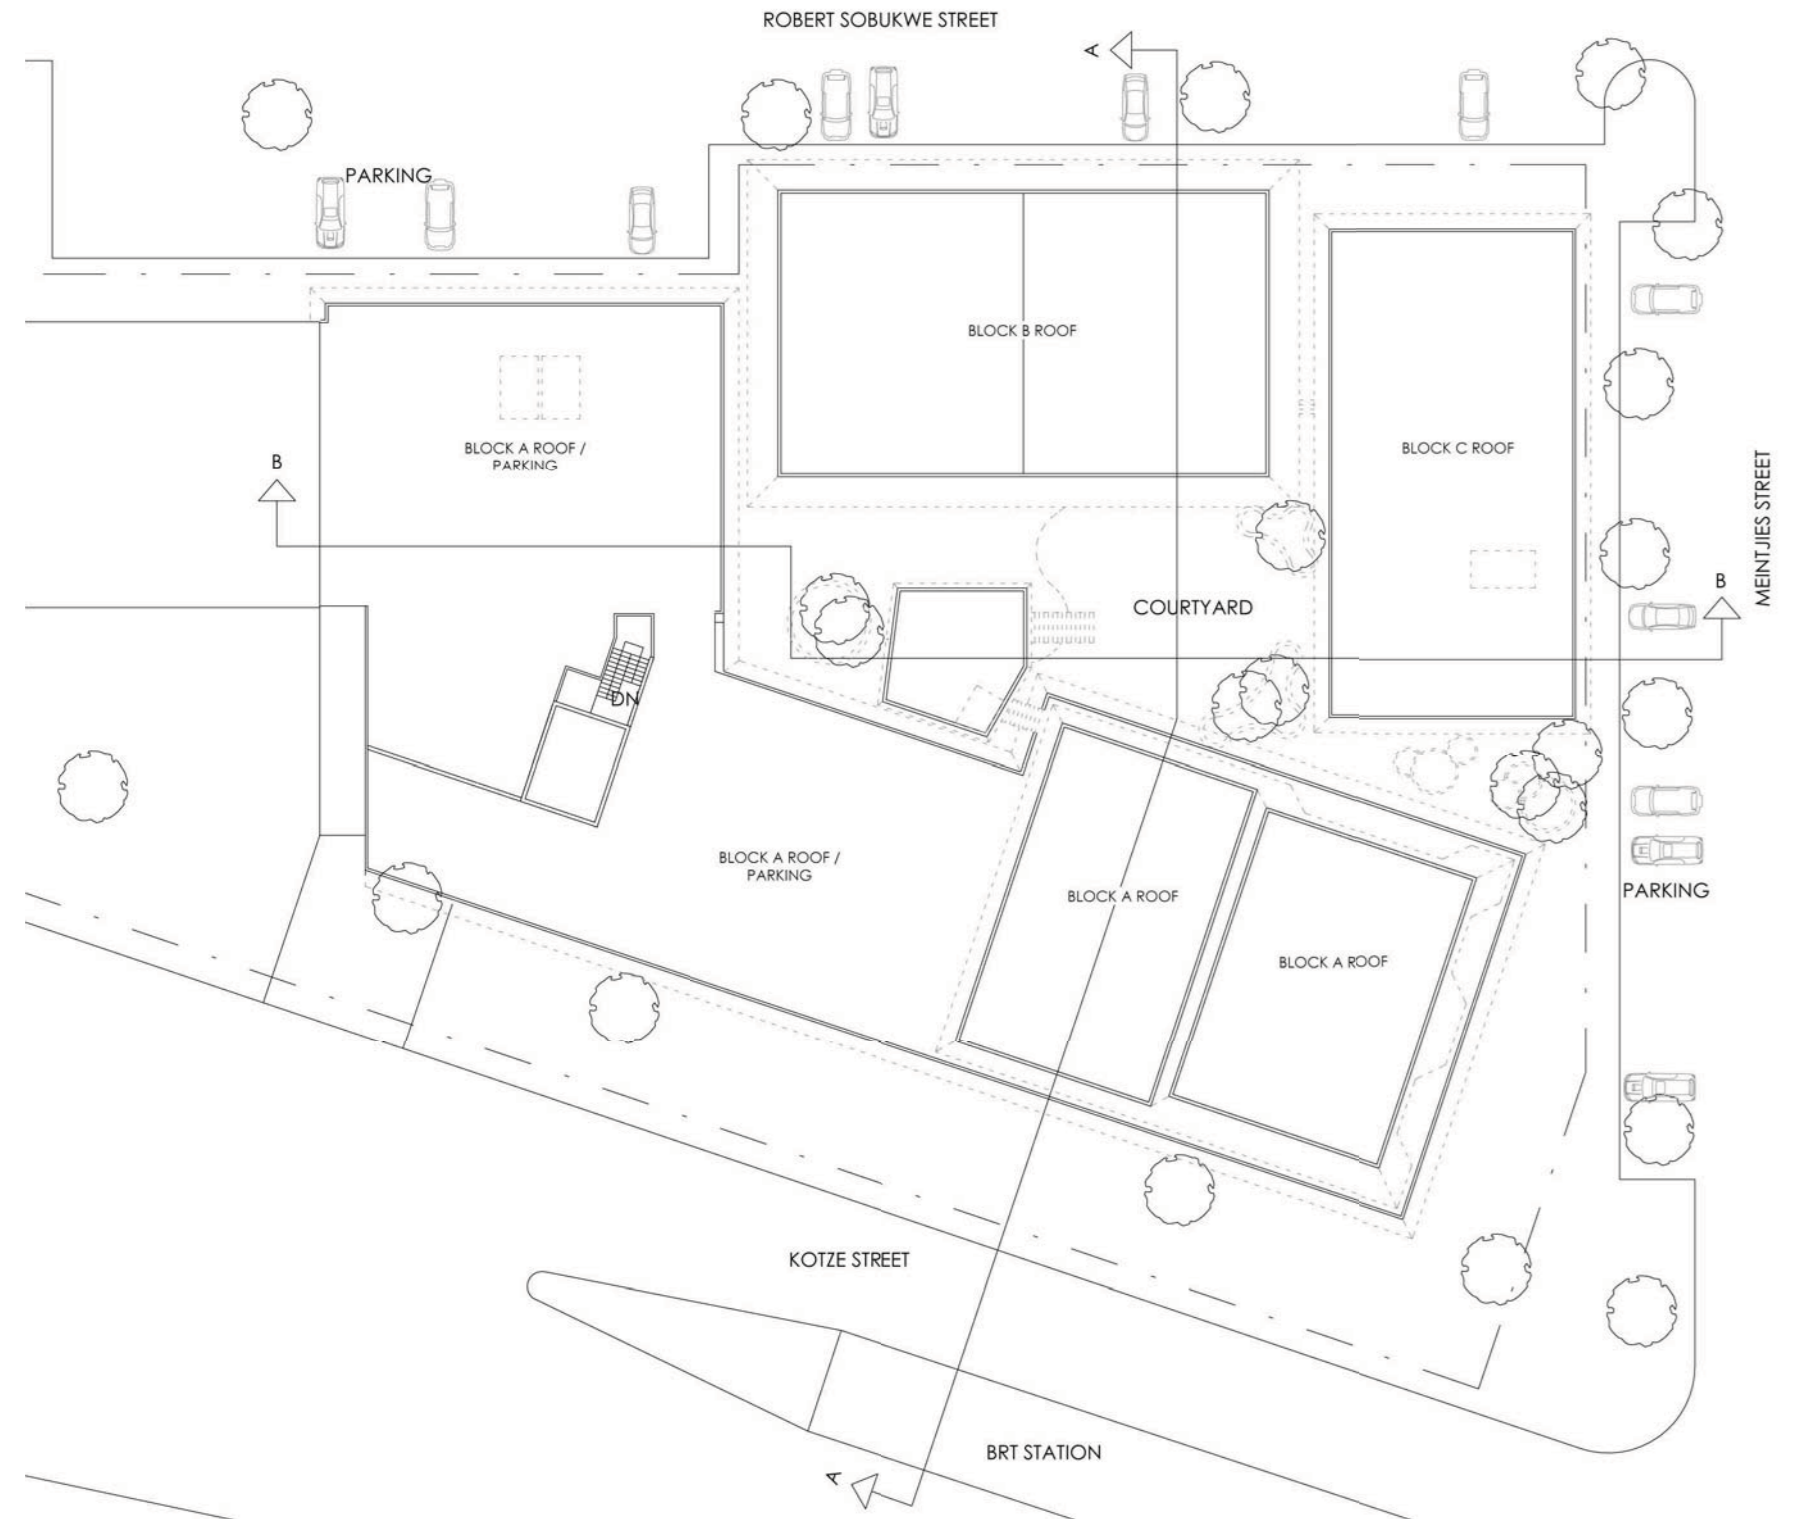 ROBERT SOBUKWE STREET
A
PARKING
BLOCK B ROOF
BLOCK A ROOF /
PARKING
BLOCK C ROOF
B
MEINTJIES STREET
B
COURTYARD
DN
BLOCK A ROOF /
PARKING
BLOCK A ROOF
PARKING
BLOCK A ROOF
KOTZE STREET
BRT STATION
A